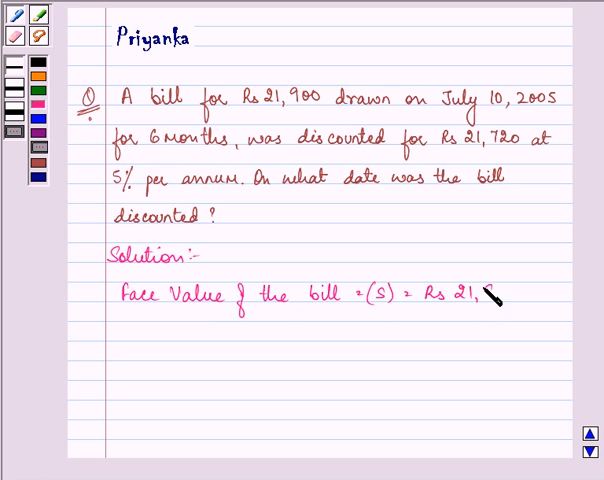 Priyanka
Q A bill for Rs 21,900 drawn on July 10, 2005
for 6 months, was discounted for Rs 21,720 at
5% per annum. On what date was the bill
discounted ?
Solution:-
Face Value of the bill = (S) = Rs 21,